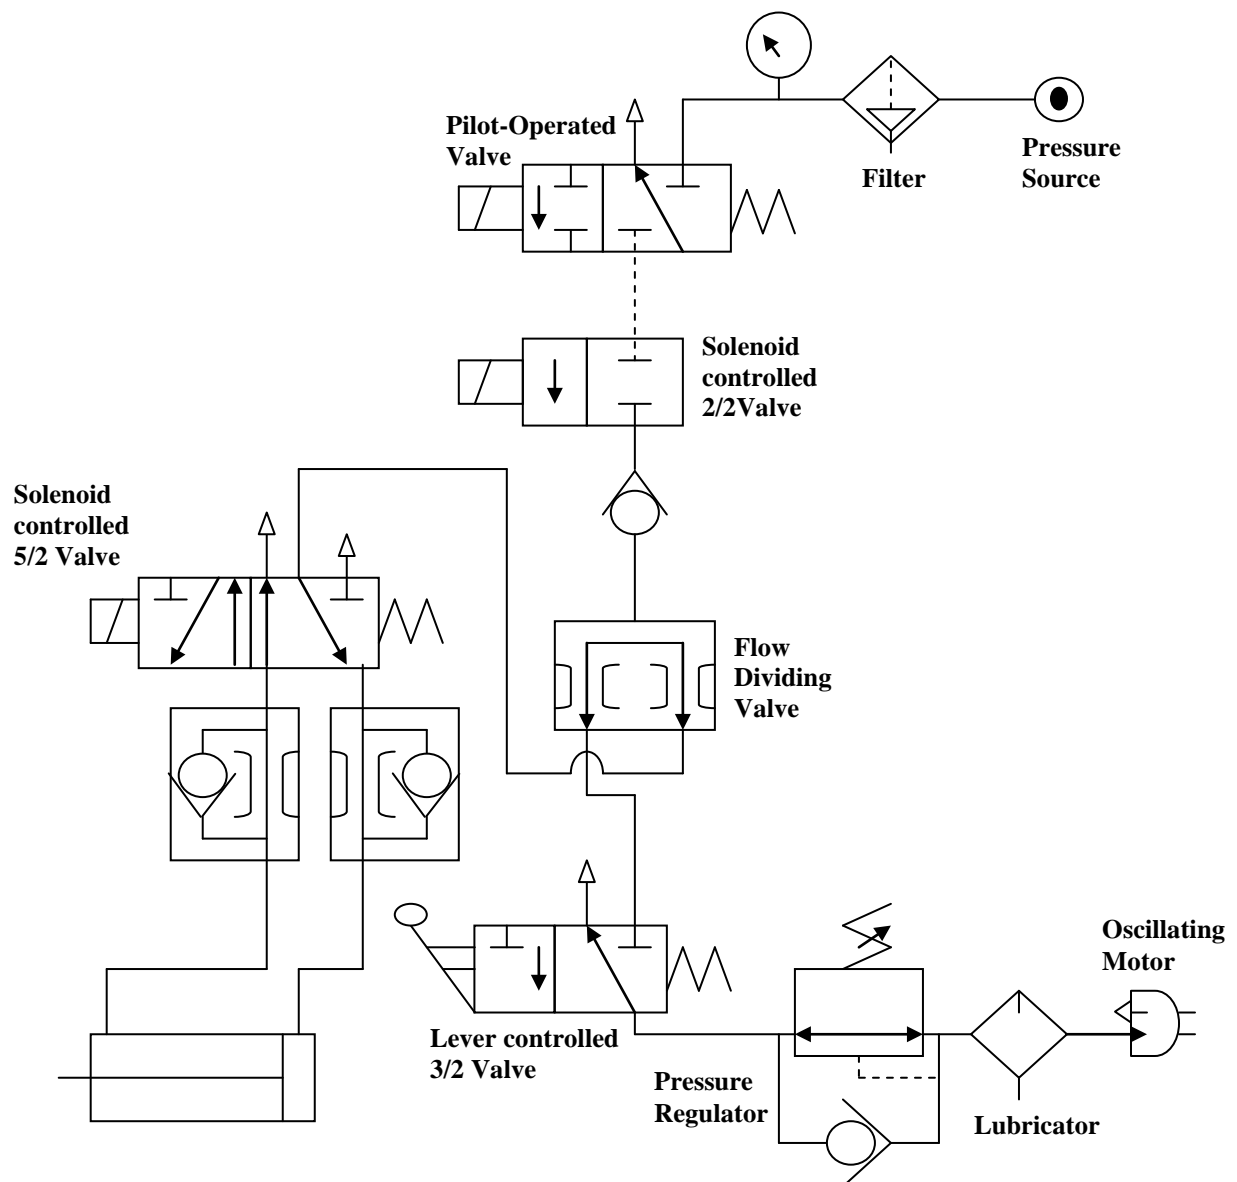 Pilot-Operated
Valve
Filter
Pressure
Source
Solenoid
controlled
2/2Valve
Solenoid
controlled
5/2 Valve
Flow
Dividing
Valve
Lever controlled
3/2 Valve
Pressure
Regulator
Oscillating
Motor
Lubricator